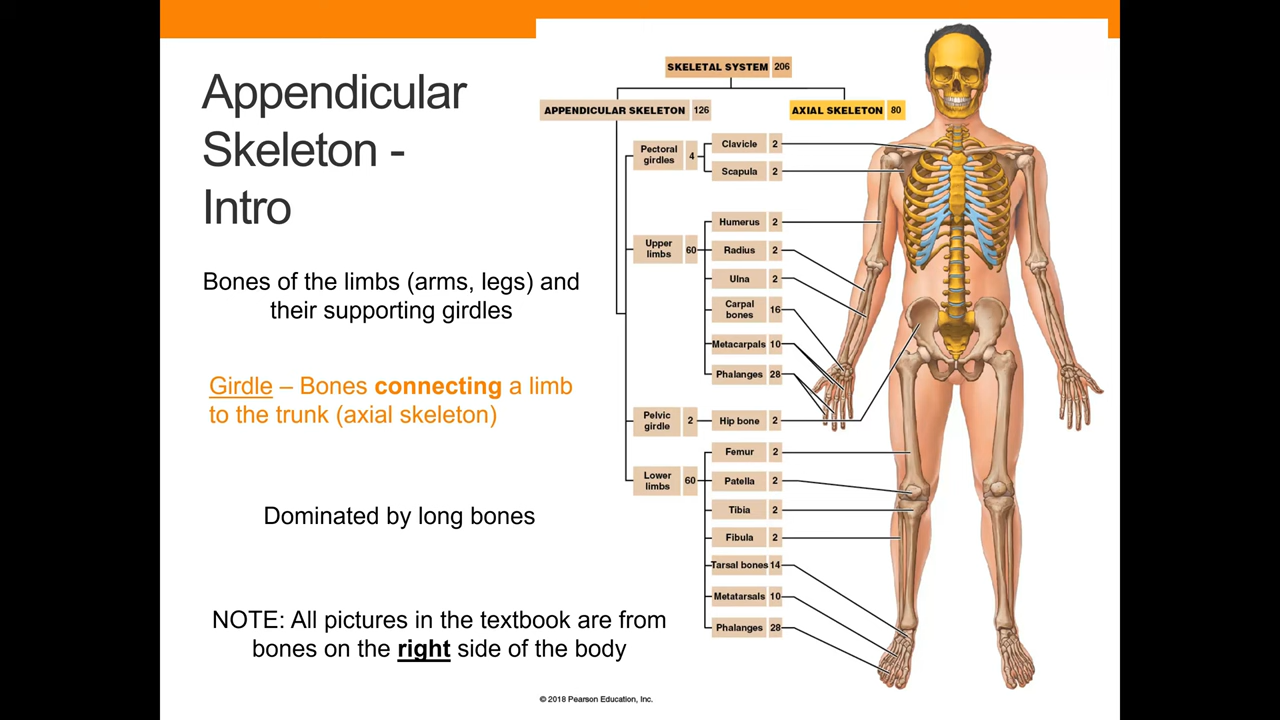 Appendicular
Skeleton -
Intro
Bones of the limbs (arms, legs) and
their supporting girdles
Girdle – Bones connecting a limb
to the trunk (axial skeleton)
Dominated by long bones
NOTE: All pictures in the textbook are from
bones on the right side of the body
SKELETAL SYSTEM 206
APPENDICULAR SKELETON 126
AXIAL SKELETON 80
Pectoral
girdles
4
Clavicle 2
Scapula 2
Upper
limbs
60
Humerus 2
Radius 2
Ulna 2
Carpal
bones
16
Metacarpals 10
Phalanges 28
Pelvic
girdle
2
Hip bone 2
Lower
limbs
60
Femur 2
Patella 2
Tibia 2
Fibula 2
Tarsal bones 14
Metatarsals 10
Phalanges 28
© 2018 Pearson Education, Inc.